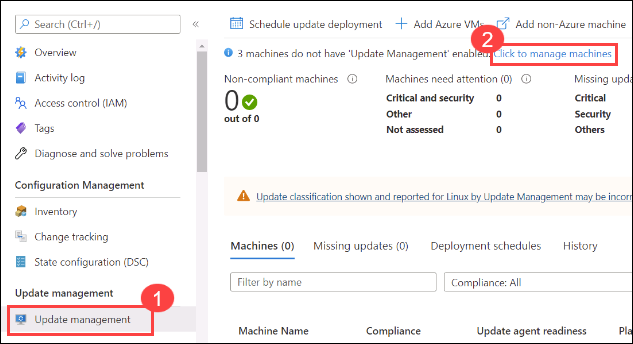 Search (Ctrl+/)
Overview
Activity log
Access control (IAM)
Tags
Diagnose and solve problems
Configuration Management
Inventory
Change tracking
State configuration (DSC)
Update management
1
Update management
Schedule update deployment
Add Azure VMs
Add non-Azure machine
2
3 machines do not have 'Update Management' enabled. Click to manage machines
Non-compliant machines
0
out of 0
Machines need attention (0)
Critical and security 0
Other 0
Not assessed 0
Missing upda
Critical
Security
Others
Update classification shown and reported for Linux by Update Management may be incorr
Machines (0) Missing updates (0) Deployment schedules History
Filter by name
Compliance: All
Machine Name Compliance Update agent readiness Pla